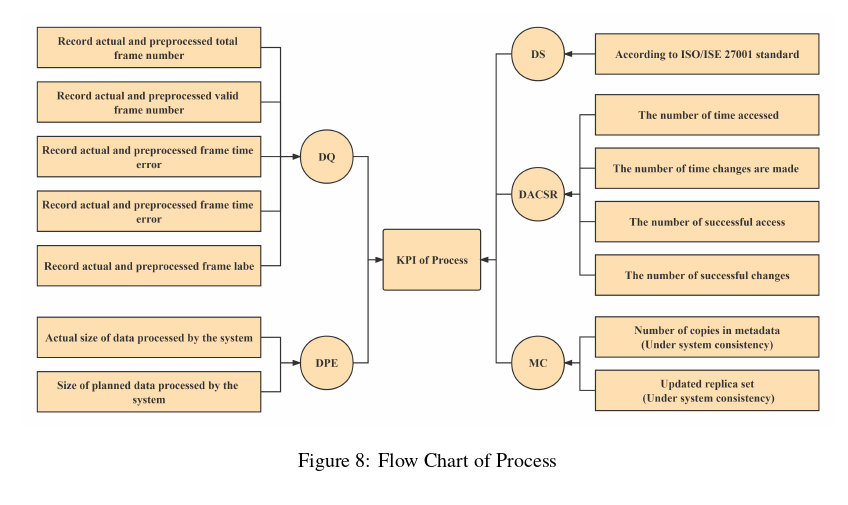 Record actual and preprocessed total
frame number
Record actual and preprocessed valid
frame number
Record actual and preprocessed frame time
error
Record actual and preprocessed frame time
error
Record actual and preprocessed frame labe
DQ
Actual size of data processed by the system
Size of planned data processed by the
system
DPE
KPI of Process
DS
According to ISO/ISE 27001 standard
DACSR
The number of time accessed
The number of time changes are made
The number of successful access
The number of successful changes
MC
Number of copies in metadata
(Under system consistency)
Updated replica set
(Under system consistency)
Figure 8: Flow Chart of Process